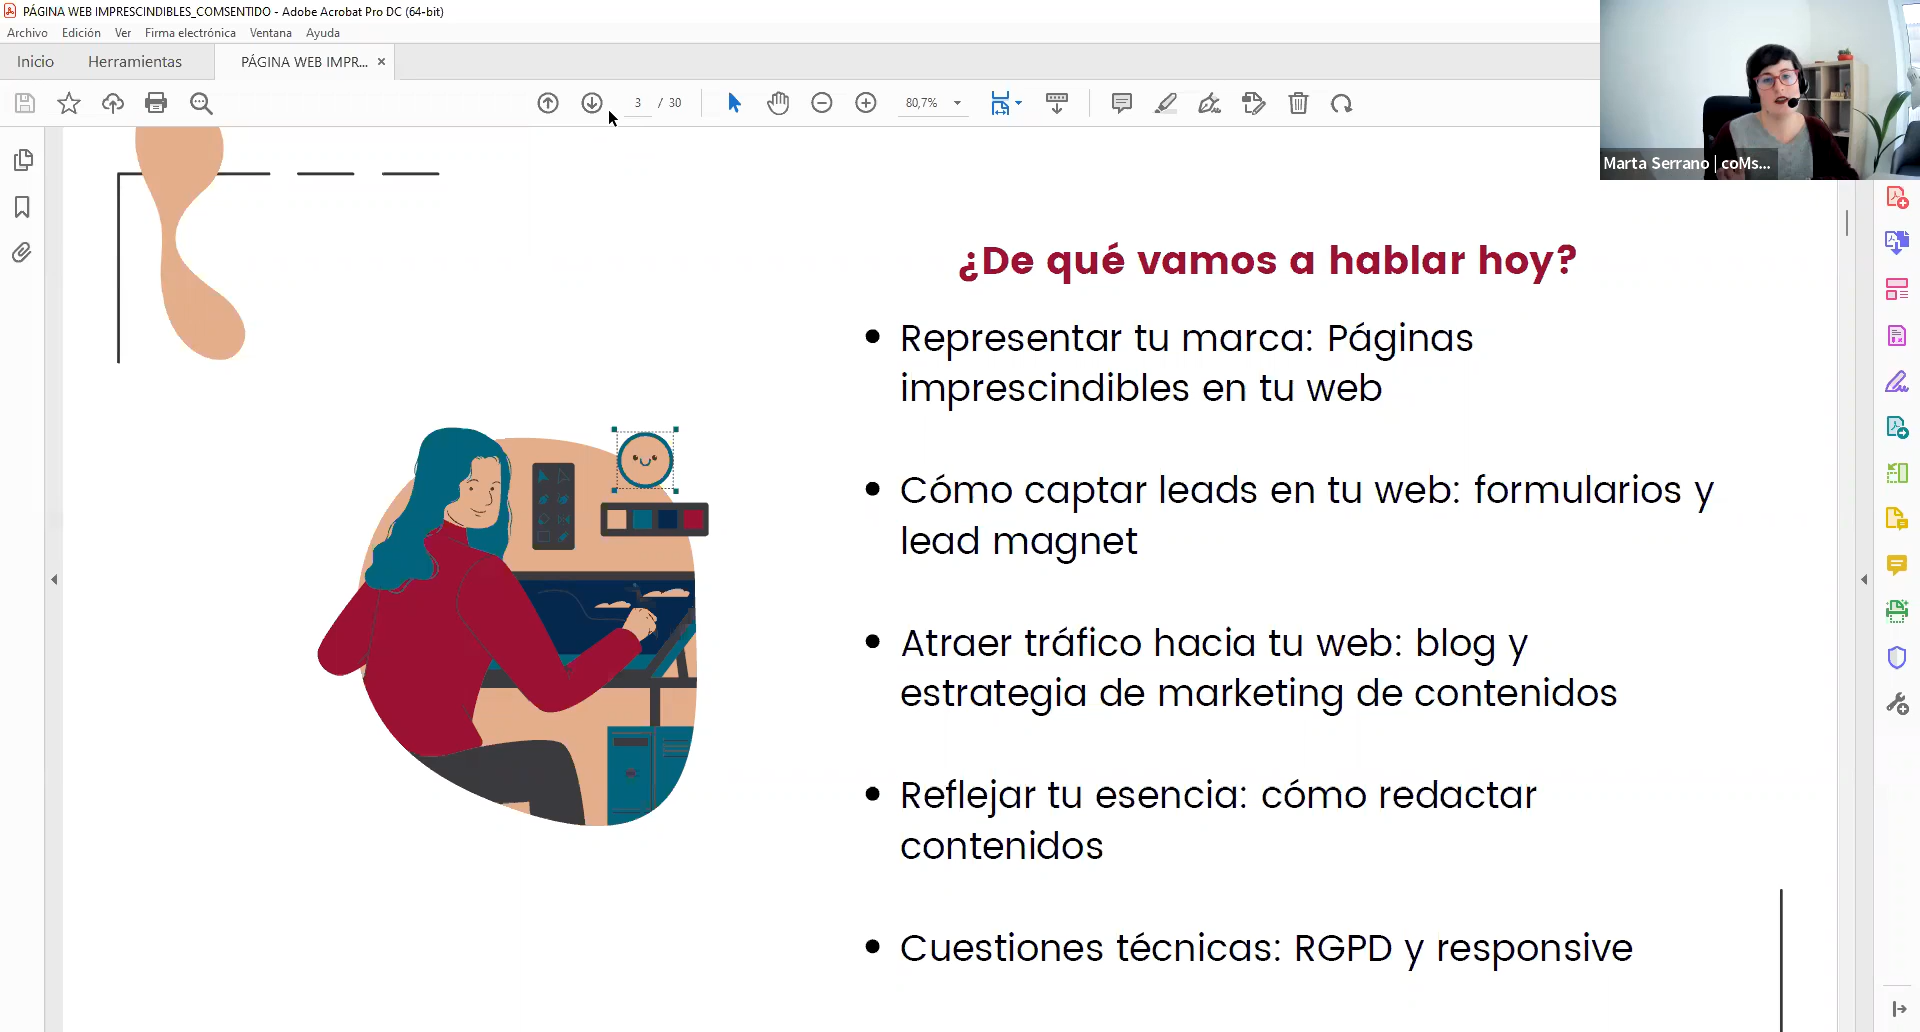 PÁGINA WEB IMPRESCINDIBLES_COMSENTIDO - Adobe Acrobat Pro DC (64-bit)
Archivo Edición Ver Firma electrónica Ventana Ayuda
Inicio Herramientas PÁGINA WEB IMPR... ×
3 / 30 80,7%
Marta Serrano | coMs...
¿De qué vamos a hablar hoy?
• Representar tu marca: Páginas
imprescindibles en tu web
• Cómo captar leads en tu web: formularios y
lead magnet
• Atraer tráfico hacia tu web: blog y
estrategia de marketing de contenidos
• Reflejar tu esencia: cómo redactar
contenidos
• Cuestiones técnicas: RGPD y responsive